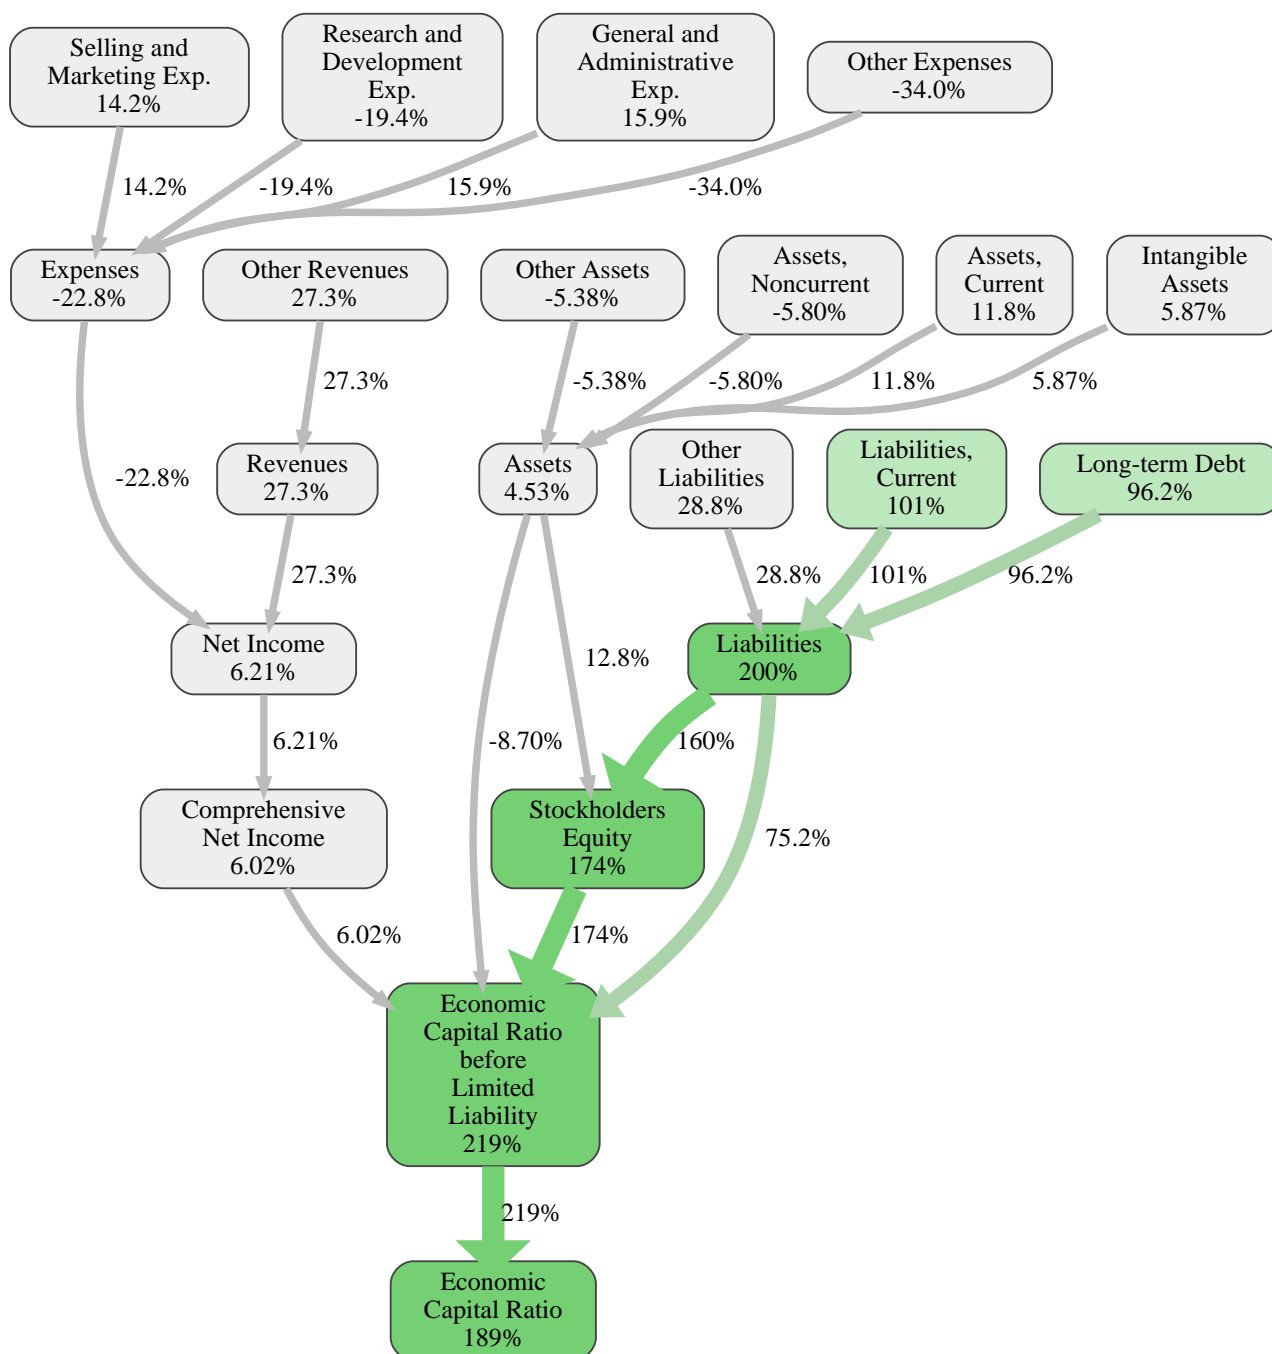 Selling and
Marketing Exp.
14.2%
Research and
Development
Exp.
-19.4%
General and
Administrative
Exp.
15.9%
Other Expenses
-34.0%
14.2%
-19.4%
15.9%
-34.0%
Expenses
-22.8%
Other Revenues
27.3%
Other Assets
-5.38%
Assets,
Noncurrent
-5.80%
Assets,
Current
11.8%
Intangible
Assets
5.87%
27.3%
-5.38%
-5.80%
11.8%
5.87%
-22.8%
Revenues
27.3%
Assets
4.53%
Other
Liabilities
28.8%
Liabilities,
Current
101%
Long-term Debt
96.2%
27.3%
28.8%
101%
96.2%
Net Income
6.21%
12.8%
Liabilities
200%
6.21%
-8.70%
160%
75.2%
Comprehensive
Net Income
6.02%
Stockholders
Equity
174%
6.02%
174%
Economic
Capital Ratio
before
Limited
Liability
219%
219%
Economic
Capital Ratio
189%